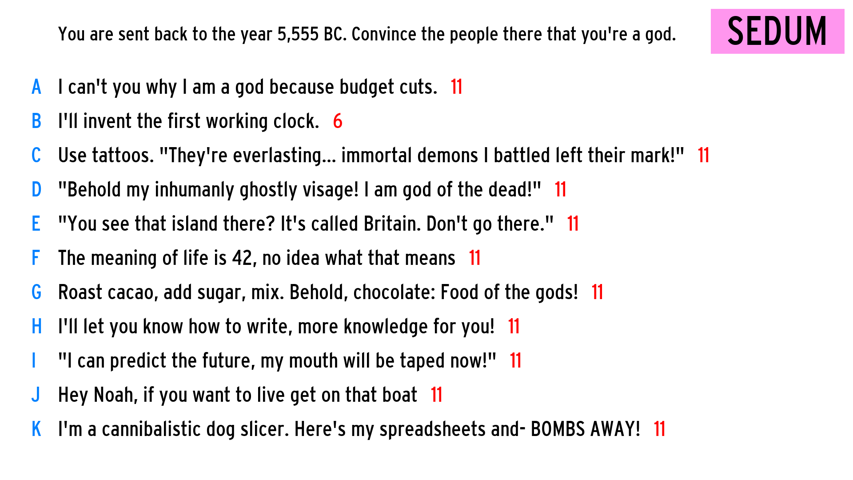 You are sent back to the year 5,555 BC. Convince the people there that you're a god.
SEDUM
A I can't you why I am a god because budget cuts. 11
B I'll invent the first working clock. 6
C Use tattoos. "They're everlasting... immortal demons I battled left their mark!" 11
D "Behold my inhumanly ghostly visage! I am god of the dead!" 11
E "You see that island there? It's called Britain. Don't go there." 11
F The meaning of life is 42, no idea what that means 11
G Roast cacao, add sugar, mix. Behold, chocolate: Food of the gods! 11
H I'll let you know how to write, more knowledge for you! 11
I "I can predict the future, my mouth will be taped now!" 11
J Hey Noah, if you want to live get on that boat 11
K I'm a cannibalistic dog slicer. Here's my spreadsheets and- BOMBS AWAY! 11